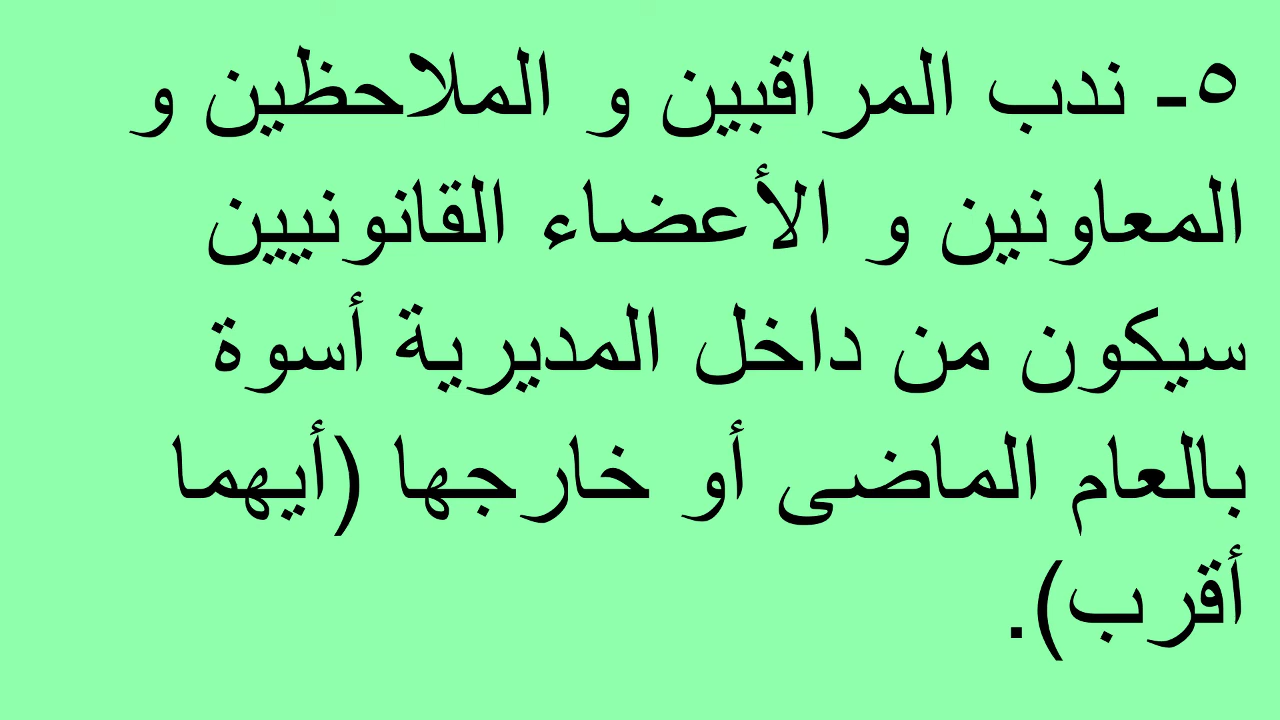 ٥- ندب المراقبين و الملاحظين و
المعاونين و الأعضاء القانونيين
سيكون من داخل المديرية أسوة
بالعام الماضى أو خارجها (أيهما
أقرب).